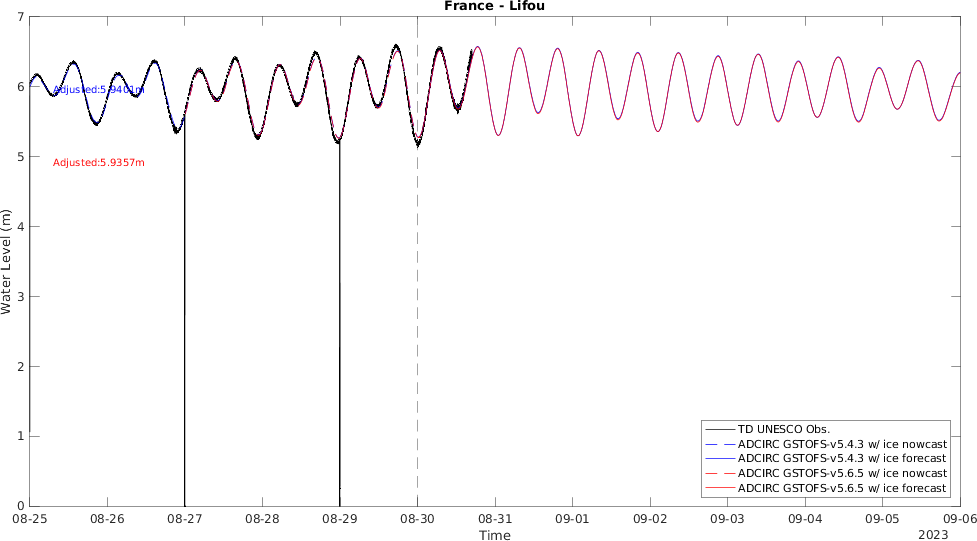 France - Lifou
7
6
5
4
3
2
1
0
Water Level (m)
Adjusted:5.9401m
Adjusted:5.9357m
TD UNESCO Obs.
ADCIRC GSTOFS-v5.4.3 w/ ice nowcast
ADCIRC GSTOFS-v5.4.3 w/ ice forecast
ADCIRC GSTOFS-v5.6.5 w/ ice nowcast
ADCIRC GSTOFS-v5.6.5 w/ ice forecast
08-25 08-26 08-27 08-28 08-29 08-30 08-31 09-01 09-02 09-03 09-04 09-05 09-06
Time
2023